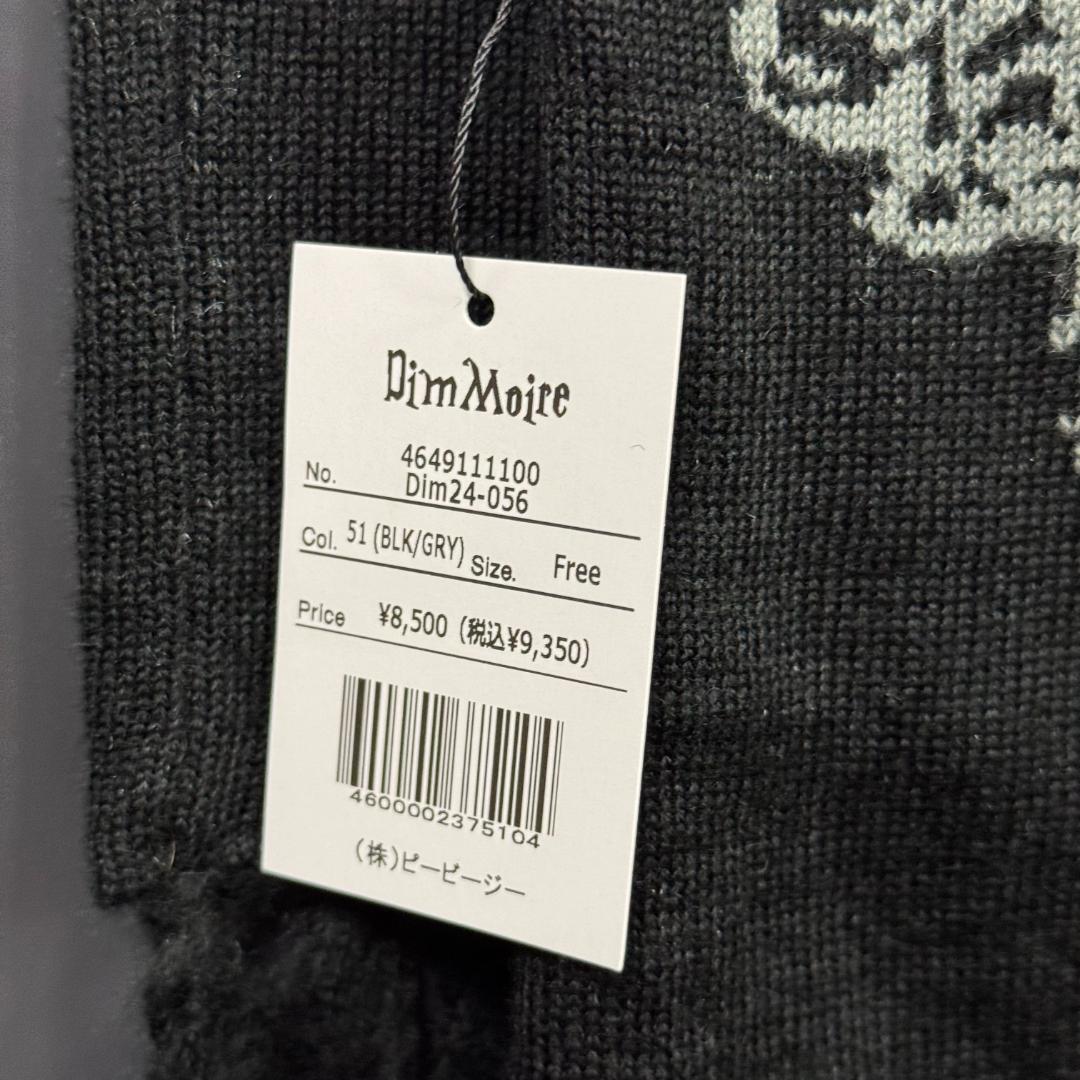 Dim Moire
4649111100
No. Dim24-056
Col. 51 (BLK/GRY) Size. Free
Price ¥8,500 (税込¥9,350)
4600002375104
(株)ピービージー